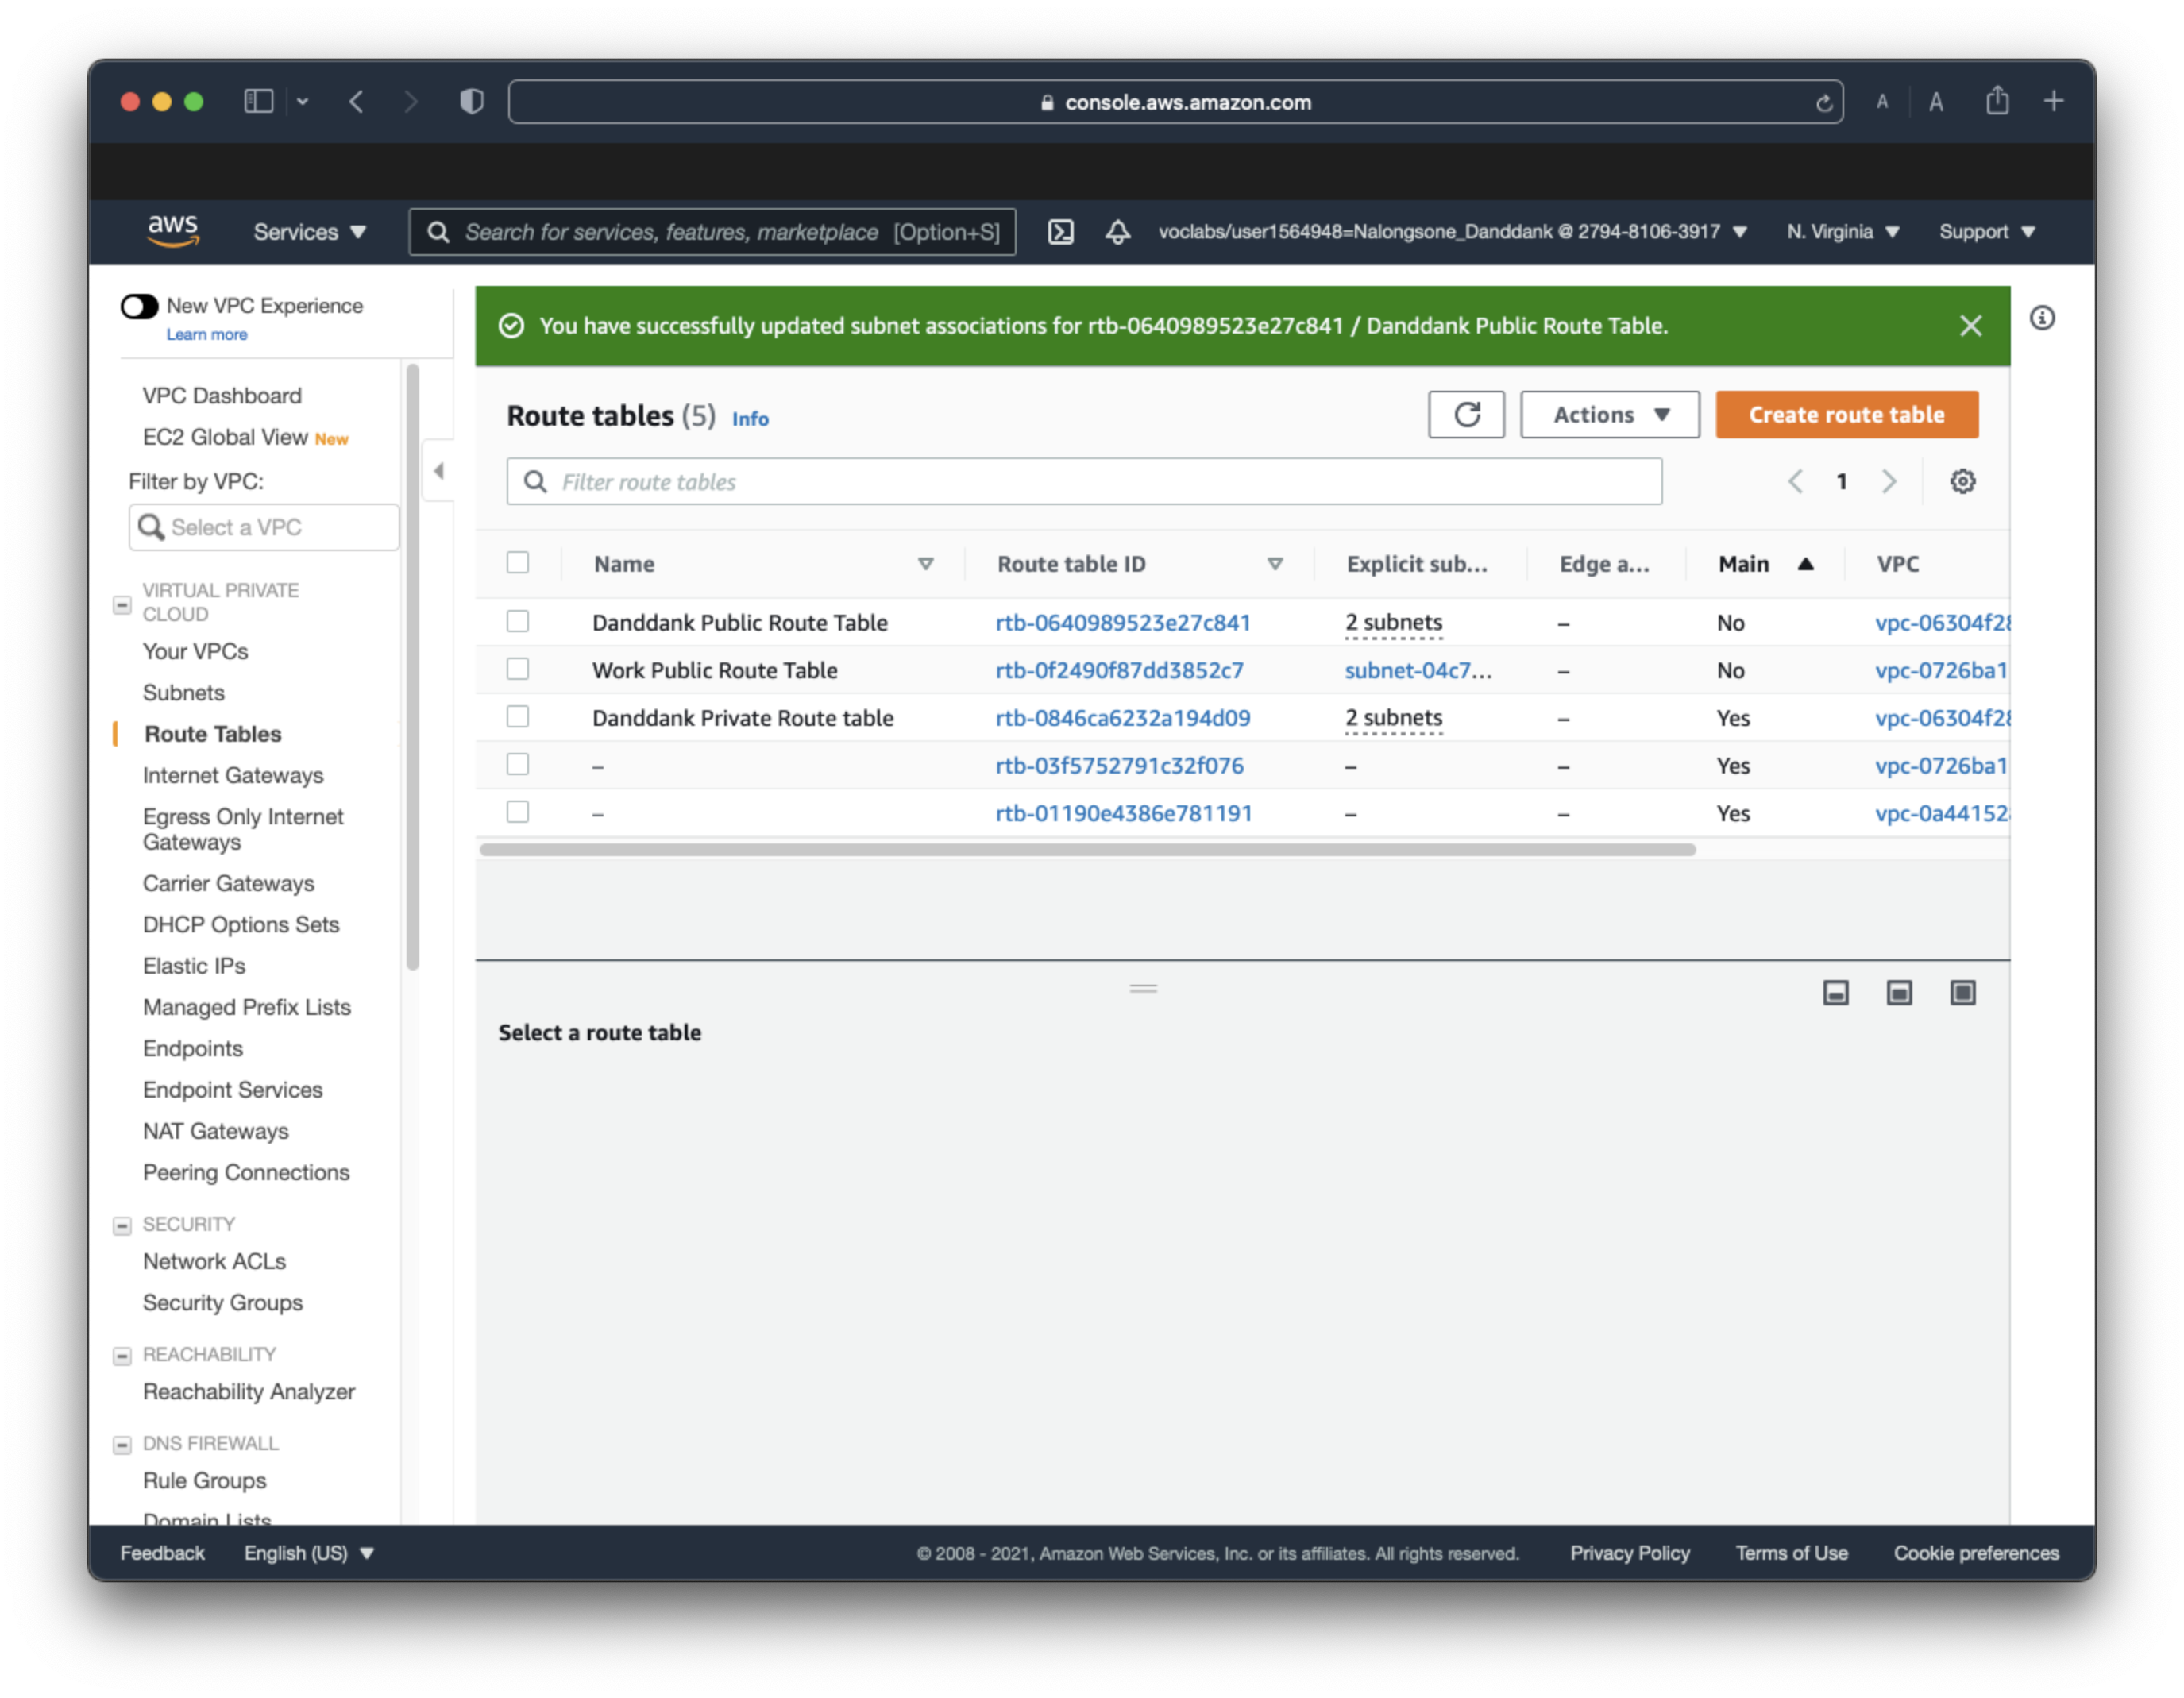 console.aws.amazon.com
A
A
aws
Services
Search for services, features, marketplace [Option+S]
voclabs/user1564948=Nalongsone_Danddank @ 2794-8106-3917
N. Virginia
Support
New VPC Experience
Learn more
VPC Dashboard
EC2 Global View New
Filter by VPC:
Select a VPC
VIRTUAL PRIVATE
CLOUD
Your VPCs
Subnets
Route Tables
Internet Gateways
Egress Only Internet
Gateways
Carrier Gateways
DHCP Options Sets
Elastic IPs
Managed Prefix Lists
Endpoints
Endpoint Services
NAT Gateways
Peering Connections
SECURITY
Network ACLs
Security Groups
REACHABILITY
Reachability Analyzer
DNS FIREWALL
Rule Groups
Domain Lists
You have successfully updated subnet associations for rtb-0640989523e27c841 / Danddank Public Route Table.
Route tables (5) Info
Actions
Create route table
Filter route tables
1
Name Route table ID Explicit sub... Edge a... Main VPC
Danddank Public Route Table rtb-0640989523e27c841 2 subnets – No vpc-06304f28
Work Public Route Table rtb-0f2490f87dd3852c7 subnet-04c7... – No vpc-0726ba1
Danddank Private Route table rtb-0846ca6232a194d09 2 subnets – Yes vpc-06304f28
– rtb-03f5752791c32f076 – – Yes vpc-0726ba1
– rtb-01190e4386e781191 – – Yes vpc-0a44152
Select a route table
Feedback
English (US)
© 2008 - 2021, Amazon Web Services, Inc. or its affiliates. All rights reserved.
Privacy Policy
Terms of Use
Cookie preferences